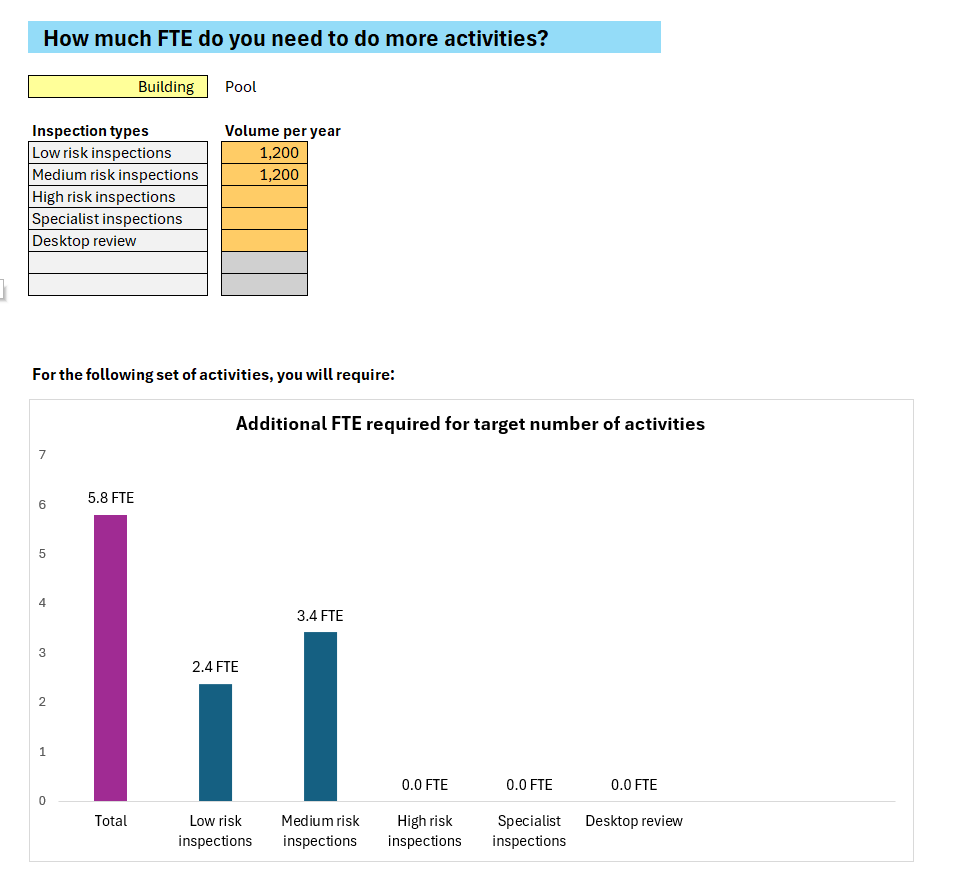 How much FTE do you need to do more activities?
Building Pool
Inspection types Volume per year
Low risk inspections 1,200
Medium risk inspections 1,200
High risk inspections
Specialist inspections
Desktop review
For the following set of activities, you will require:
Additional FTE required for target number of activities
7
6
5
4
3
2
1
0
5.8 FTE
2.4 FTE
3.4 FTE
0.0 FTE
0.0 FTE
0.0 FTE
Total
Low risk
inspections
Medium risk
inspections
High risk
inspections
Specialist
inspections
Desktop review